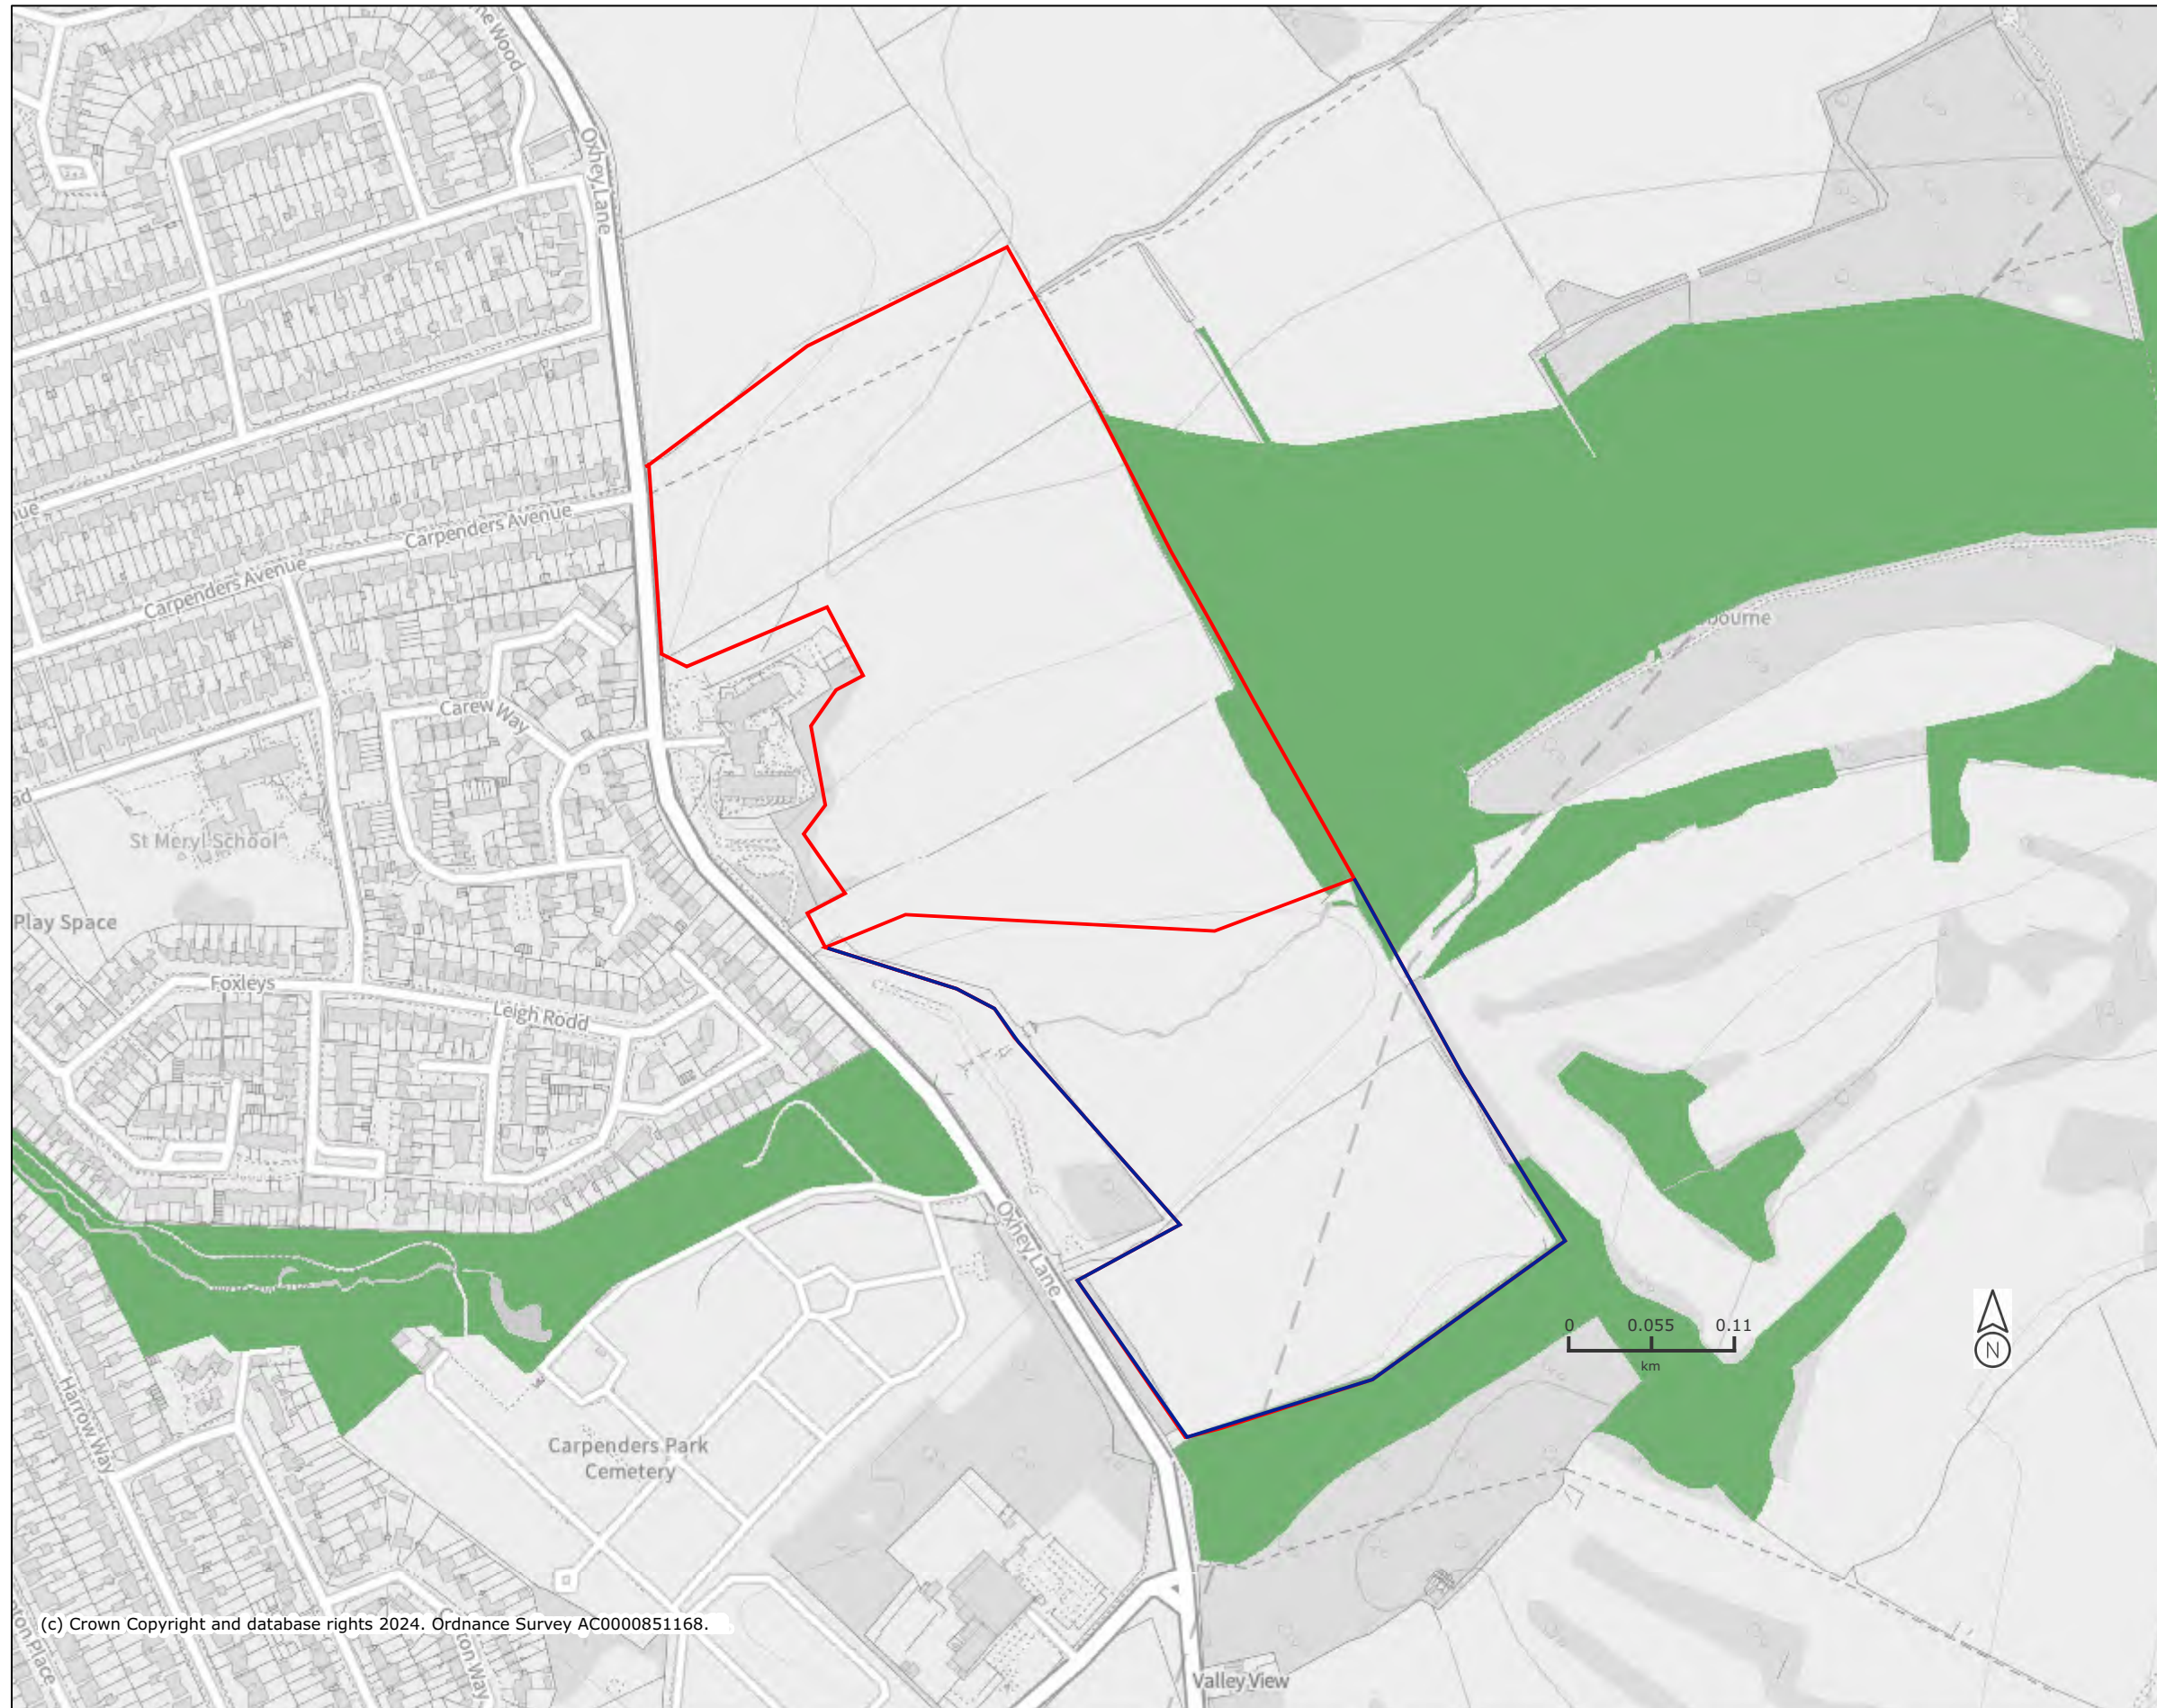 Oxhey Lane
Carpenders Avenue
Carpenders Avenue
Carew Way
St Meryl School
Play Space
Foxleys
Leigh Rodd
Oxhey Lane
Harrow Way
Carpenders Park
Cemetery
Valley View
0 0.055 0.11
km
N
(c) Crown Copyright and database rights 2024. Ordnance Survey AC0000851168.